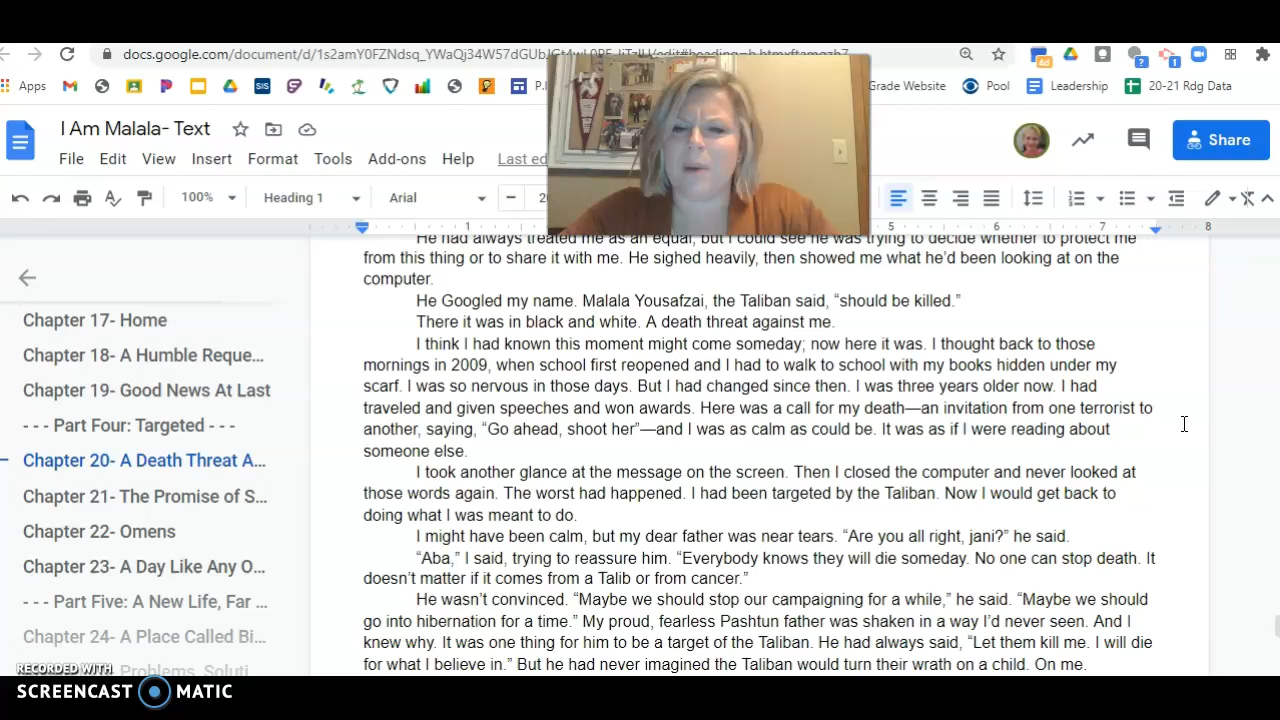 docs.google.com/document/d/1s2amY0FZNdsq_YWaQj34W57dGUb
Apps
Grade Website
Pool
Leadership
20-21 Rdg Data
I Am Malala- Text
Share
File Edit View Insert Format Tools Add-ons Help Last ed
100% Heading 1 Arial
1 5 6 7 8
He had always treated me as an equal, but I could see he was trying to decide whether to protect me
from this thing or to share it with me. He sighed heavily, then showed me what he'd been looking at on the
computer.
He Googled my name. Malala Yousafzai, the Taliban said, “should be killed.”
There it was in black and white. A death threat against me.
I think I had known this moment might come someday; now here it was. I thought back to those
mornings in 2009, when school first reopened and I had to walk to school with my books hidden under my
scarf. I was so nervous in those days. But I had changed since then. I was three years older now. I had
traveled and given speeches and won awards. Here was a call for my death—an invitation from one terrorist to
another, saying, “Go ahead, shoot her”—and I was as calm as could be. It was as if I were reading about
someone else.
I took another glance at the message on the screen. Then I closed the computer and never looked at
those words again. The worst had happened. I had been targeted by the Taliban. Now I would get back to
doing what I was meant to do.
I might have been calm, but my dear father was near tears. “Are you all right, jani?” he said.
“Aba,” I said, trying to reassure him. “Everybody knows they will die someday. No one can stop death. It
doesn't matter if it comes from a Talib or from cancer.”
He wasn't convinced. “Maybe we should stop our campaigning for a while,” he said. “Maybe we should
go into hibernation for a time.” My proud, fearless Pashtun father was shaken in a way I'd never seen. And I
knew why. It was one thing for him to be a target of the Taliban. He had always said, “Let them kill me. I will die
for what I believe in.” But he had never imagined the Taliban would turn their wrath on a child. On me.
Chapter 17- Home
Chapter 18- A Humble Reque...
Chapter 19- Good News At Last
- - - Part Four: Targeted - - -
Chapter 20- A Death Threat A...
Chapter 21- The Promise of S...
Chapter 22- Omens
Chapter 23- A Day Like Any O...
- - - Part Five: A New Life, Far ...
Chapter 24- A Place Called Bi...
Problems, Soluti
RECORDED WITH
SCREENCAST MATIC